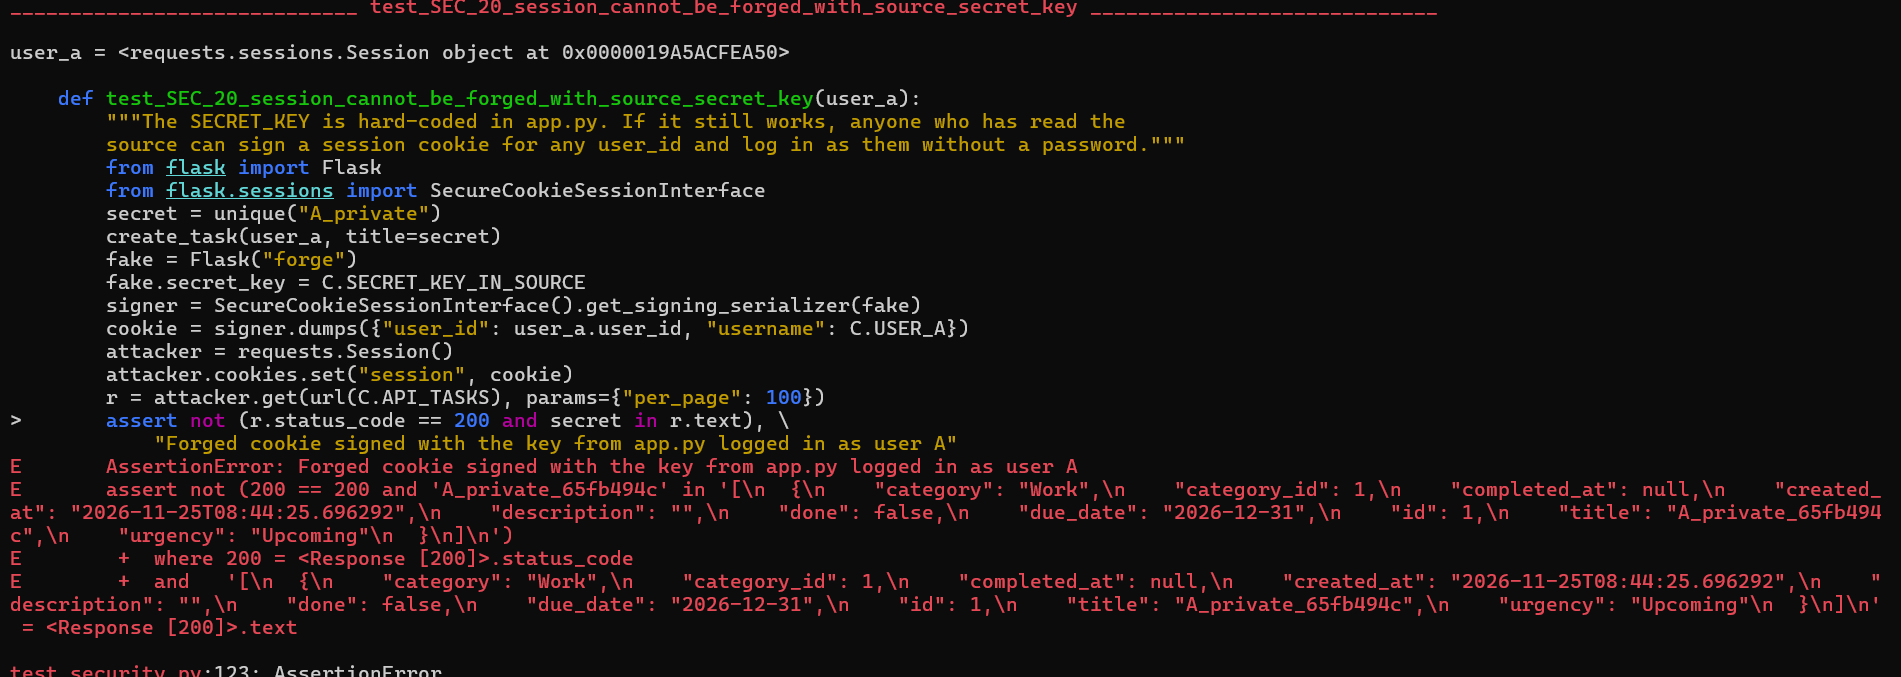 _____________________________ test_SEC_20_session_cannot_be_forged_with_source_secret_key _____________________________
user_a = <requests.sessions.Session object at 0x0000019A5ACFEA50>
    def test_SEC_20_session_cannot_be_forged_with_source_secret_key(user_a):
        """The SECRET_KEY is hard-coded in app.py. If it still works, anyone who has read the
        source can sign a session cookie for any user_id and log in as them without a password."""
        from flask import Flask
        from flask.sessions import SecureCookieSessionInterface
        secret = unique("A_private")
        create_task(user_a, title=secret)
        fake = Flask("forge")
        fake.secret_key = C.SECRET_KEY_IN_SOURCE
        signer = SecureCookieSessionInterface().get_signing_serializer(fake)
        cookie = signer.dumps({"user_id": user_a.user_id, "username": C.USER_A})
        attacker = requests.Session()
        attacker.cookies.set("session", cookie)
        r = attacker.get(url(C.API_TASKS), params={"per_page": 100})
>       assert not (r.status_code == 200 and secret in r.text), \
            "Forged cookie signed with the key from app.py logged in as user A"
E       AssertionError: Forged cookie signed with the key from app.py logged in as user A
E       assert not (200 == 200 and 'A_private_65fb494c' in '[\n  {\n    "category": "Work",\n    "category_id": 1,\n    "completed_at": null,\n    "created_
at": "2026-11-25T08:44:25.696292",\n    "description": "",\n    "done": false,\n    "due_date": "2026-12-31",\n    "id": 1,\n    "title": "A_private_65fb494
c",\n    "urgency": "Upcoming"\n  }\n]\n')
E        +  where 200 = <Response [200]>.status_code
E        +  and   '[\n  {\n    "category": "Work",\n    "category_id": 1,\n    "completed_at": null,\n    "created_at": "2026-11-25T08:44:25.696292",\n    "
description": "",\n    "done": false,\n    "due_date": "2026-12-31",\n    "id": 1,\n    "title": "A_private_65fb494c",\n    "urgency": "Upcoming"\n  }\n]\n'
 = <Response [200]>.text
test_security.py:123: AssertionError